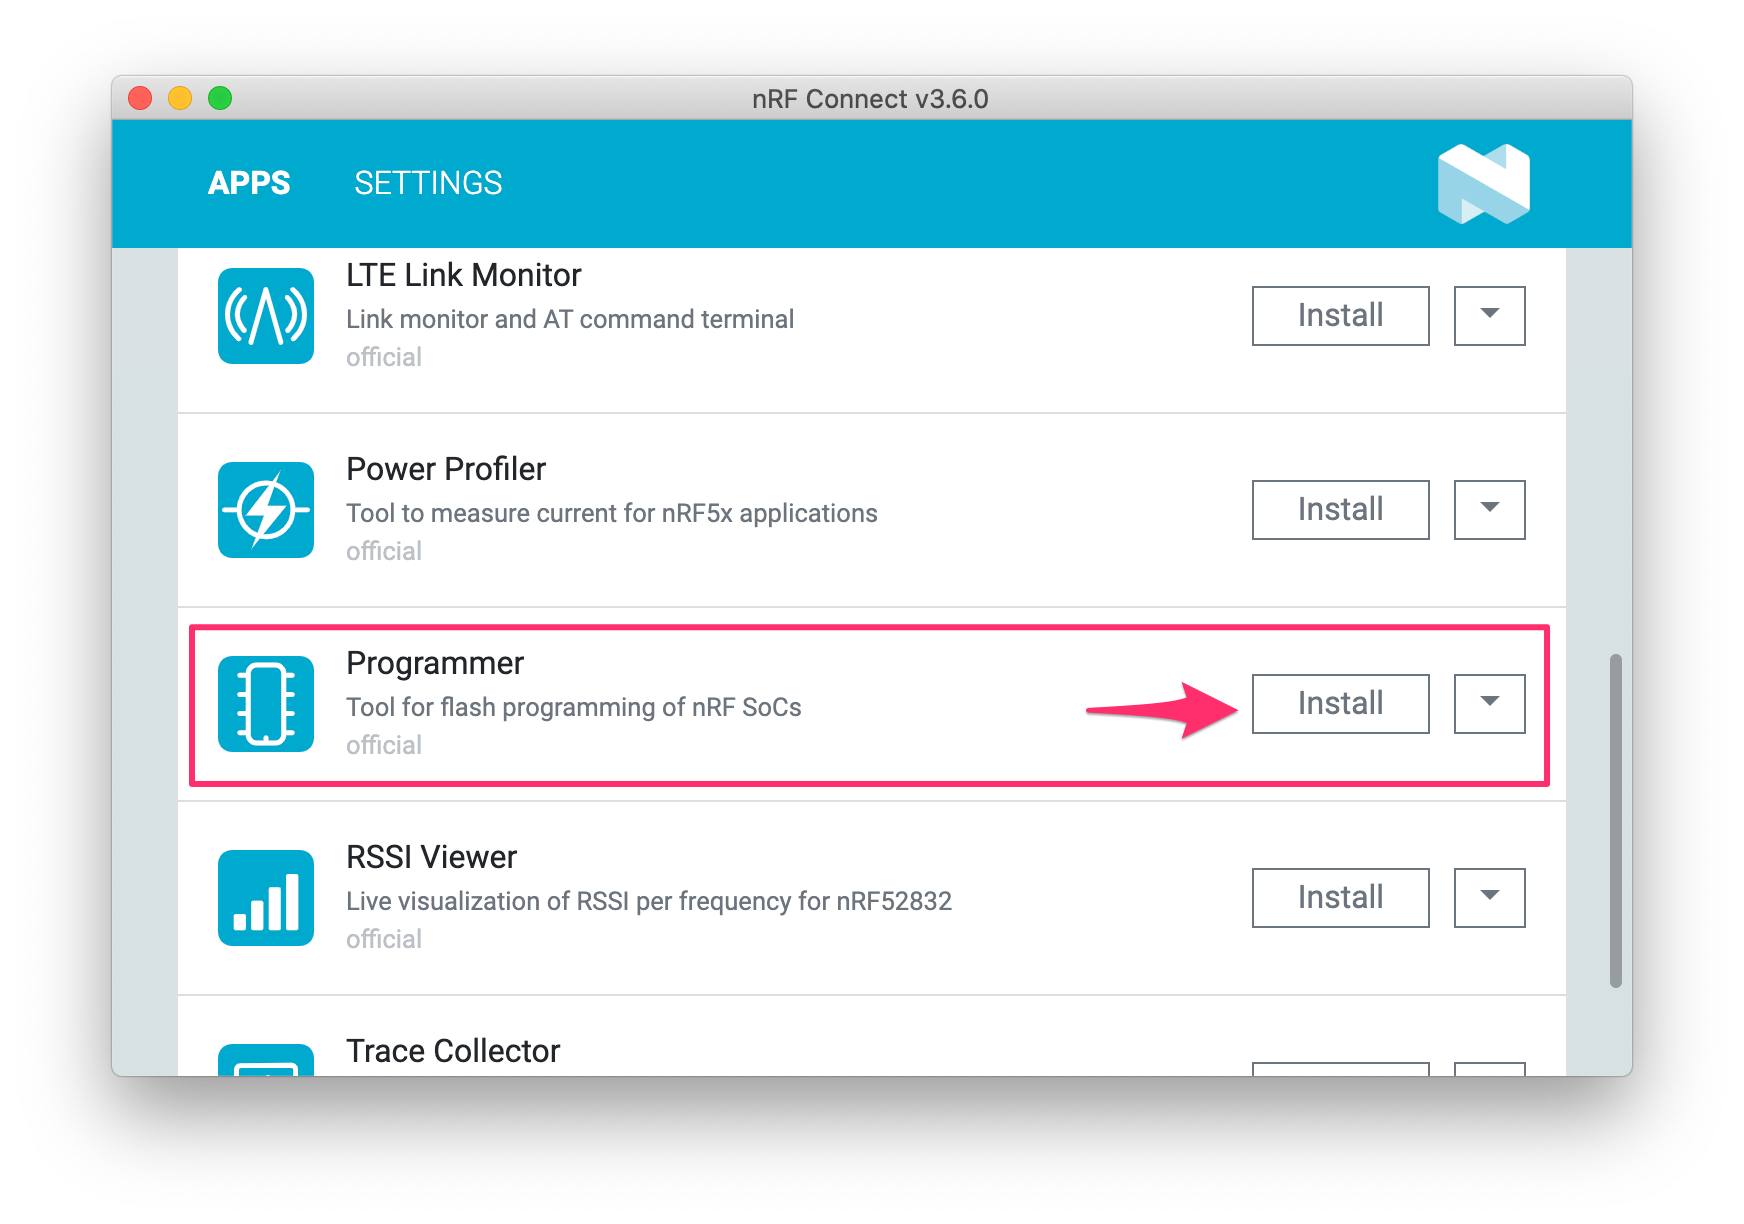 nRF Connect v3.6.0
APPS SETTINGS
LTE Link Monitor
Link monitor and AT command terminal
official
Install
Power Profiler
Tool to measure current for nRF5x applications
official
Install
Programmer
Tool for flash programming of nRF SoCs
official
Install
RSSI Viewer
Live visualization of RSSI per frequency for nRF52832
official
Install
Trace Collector